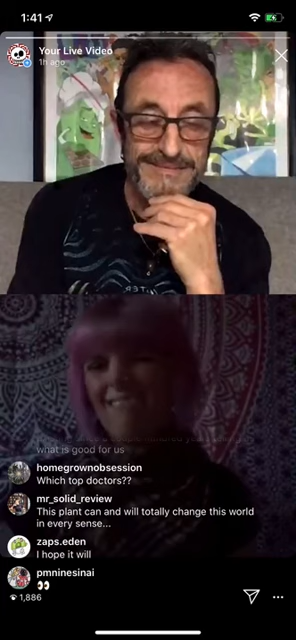 1:41
Your Live Video
1h ago
what is good for us
homegrownobsession
Which top doctors??
mr_solid_review
This plant can and will totally change this world
in every sense...
zaps.eden
I hope it will
pmninesinai
👀
1,886